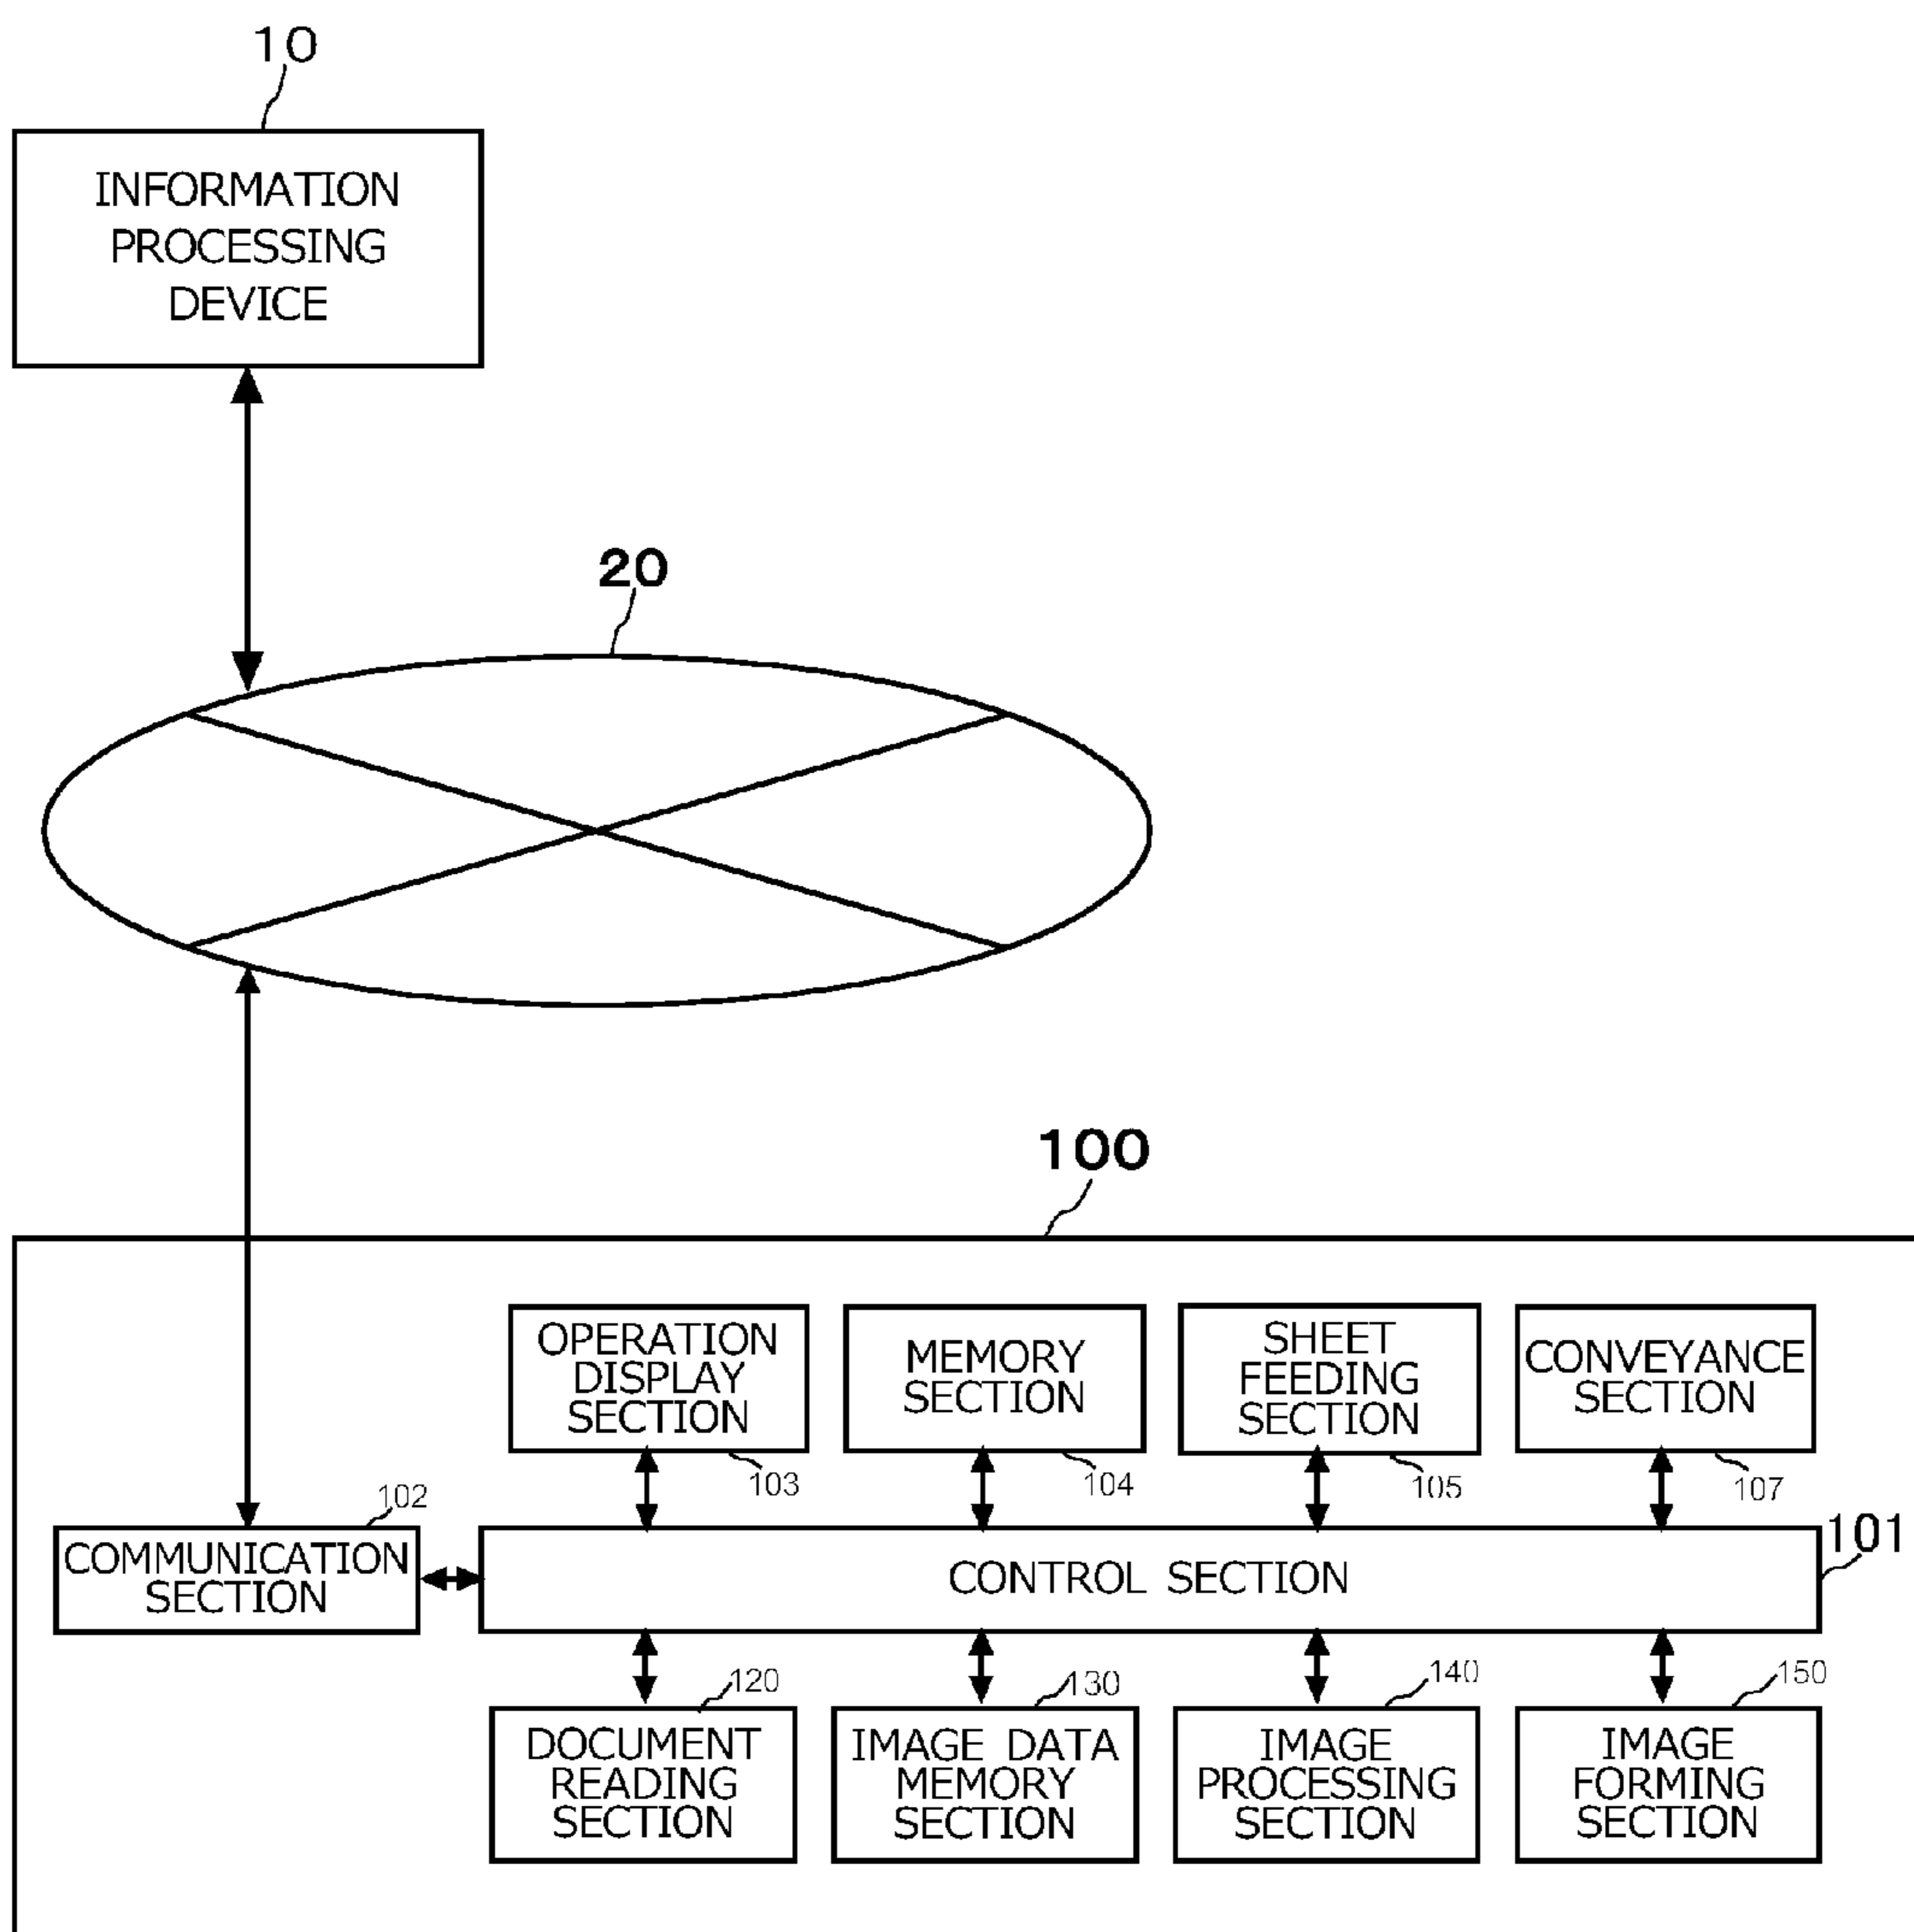 10
INFORMATION
PROCESSING
DEVICE
20
100
OPERATION
DISPLAY
SECTION
103
MEMORY
SECTION
104
SHEET
FEEDING
SECTION
105
CONVEYANCE
SECTION
107
102
COMMUNICATION
SECTION
CONTROL SECTION
101
120
DOCUMENT
READING
SECTION
130
IMAGE DATA
MEMORY
SECTION
140
IMAGE
PROCESSING
SECTION
150
IMAGE
FORMING
SECTION